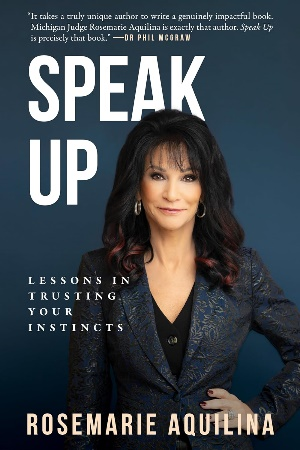 "It takes a truly unique author to write a genuinely impactful book.
Michigan Judge Rosemarie Aquilina is exactly that author. Speak Up
is precisely that book." —DR PHIL MCGRAW
SPEAK
UP
LESSONS IN
TRUSTING
YOUR
INSTINCTS
ROSEMARIE AQUILINA